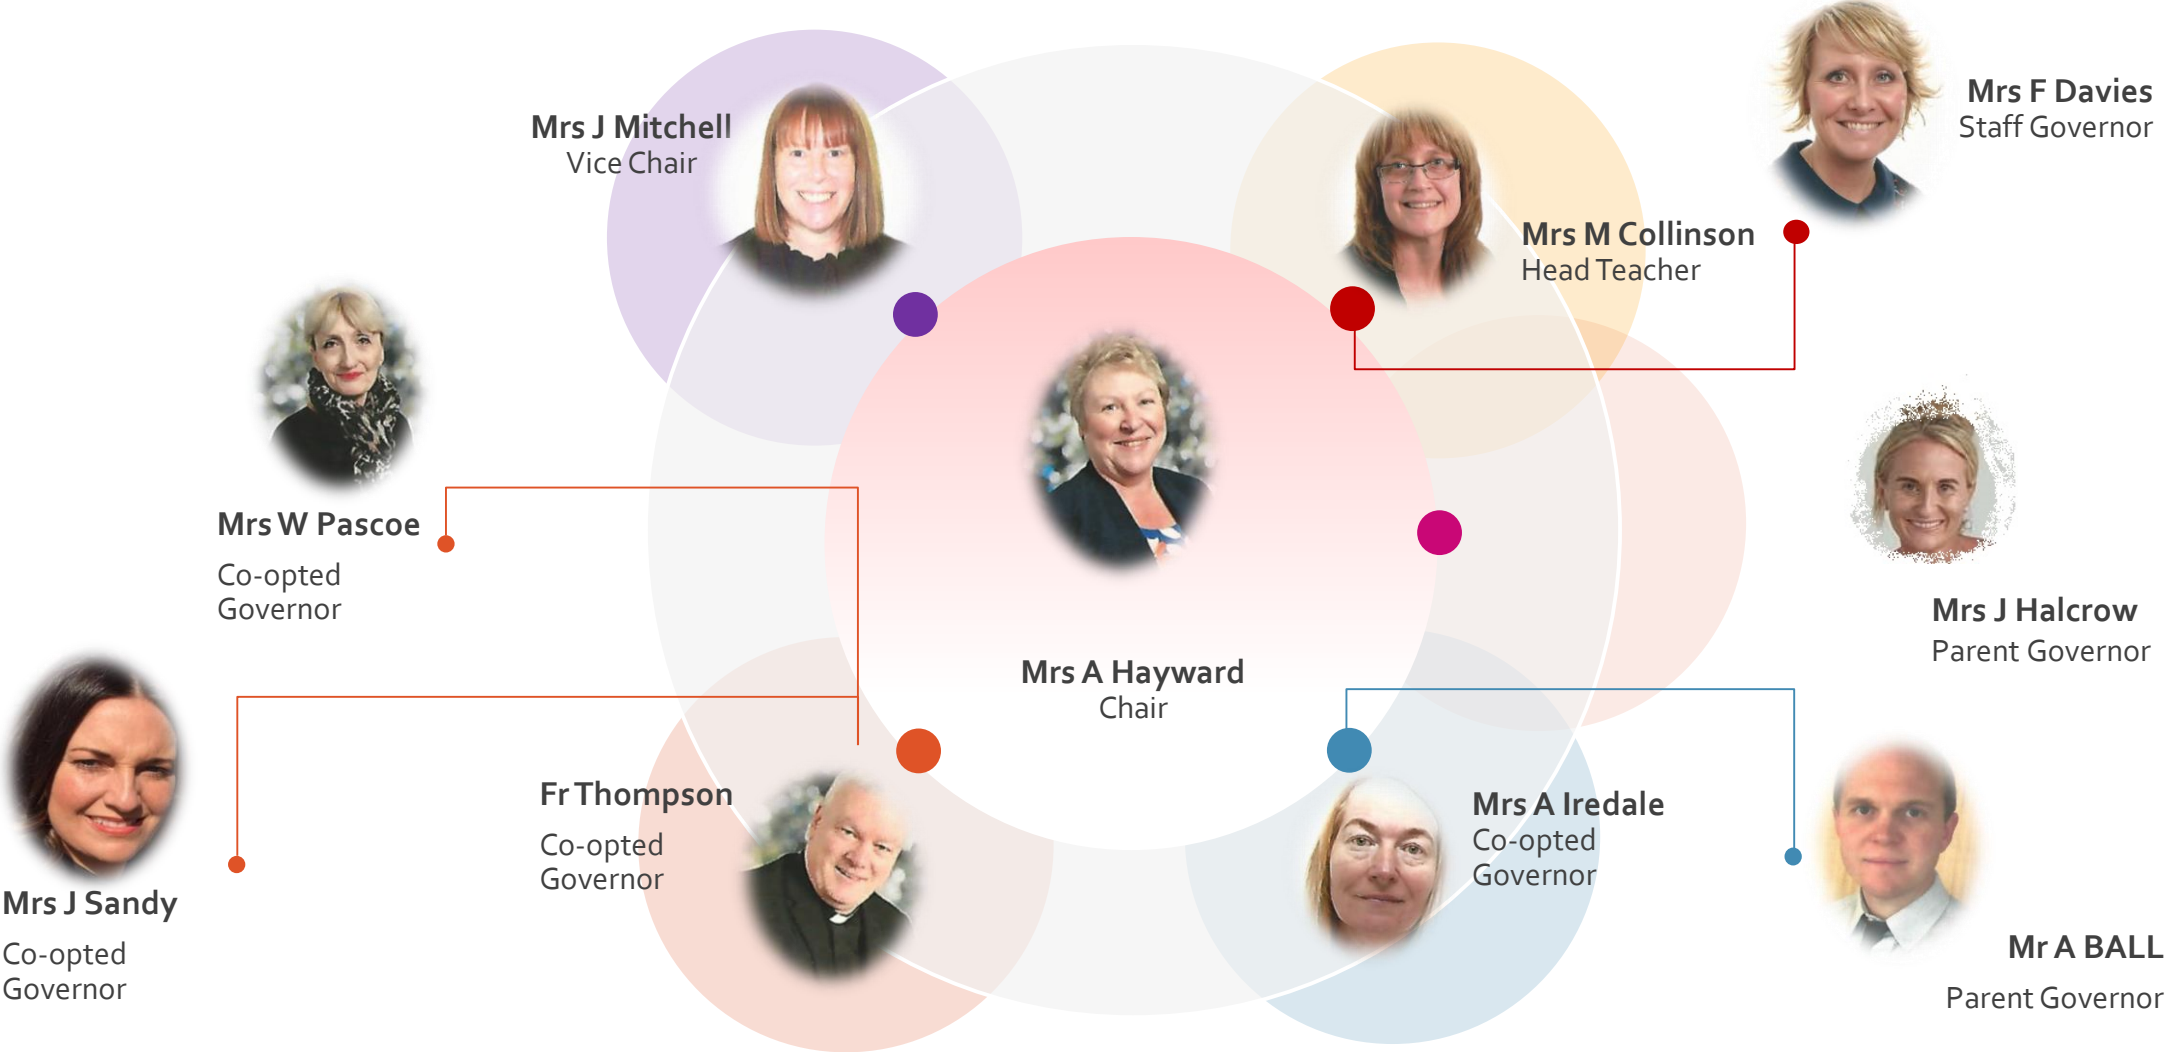 Mrs J Mitchell
Vice Chair
Mrs F Davies
Staff Governor
Mrs M Collinson
Head Teacher
Mrs W Pascoe
Co-opted
Governor
Mrs J Halcrow
Parent Governor
Mrs A Hayward
Chair
Mrs J Sandy
Co-opted
Governor
Fr Thompson
Co-opted
Governor
Mrs A Iredale
Co-opted
Governor
Mr A BALL
Parent Governor